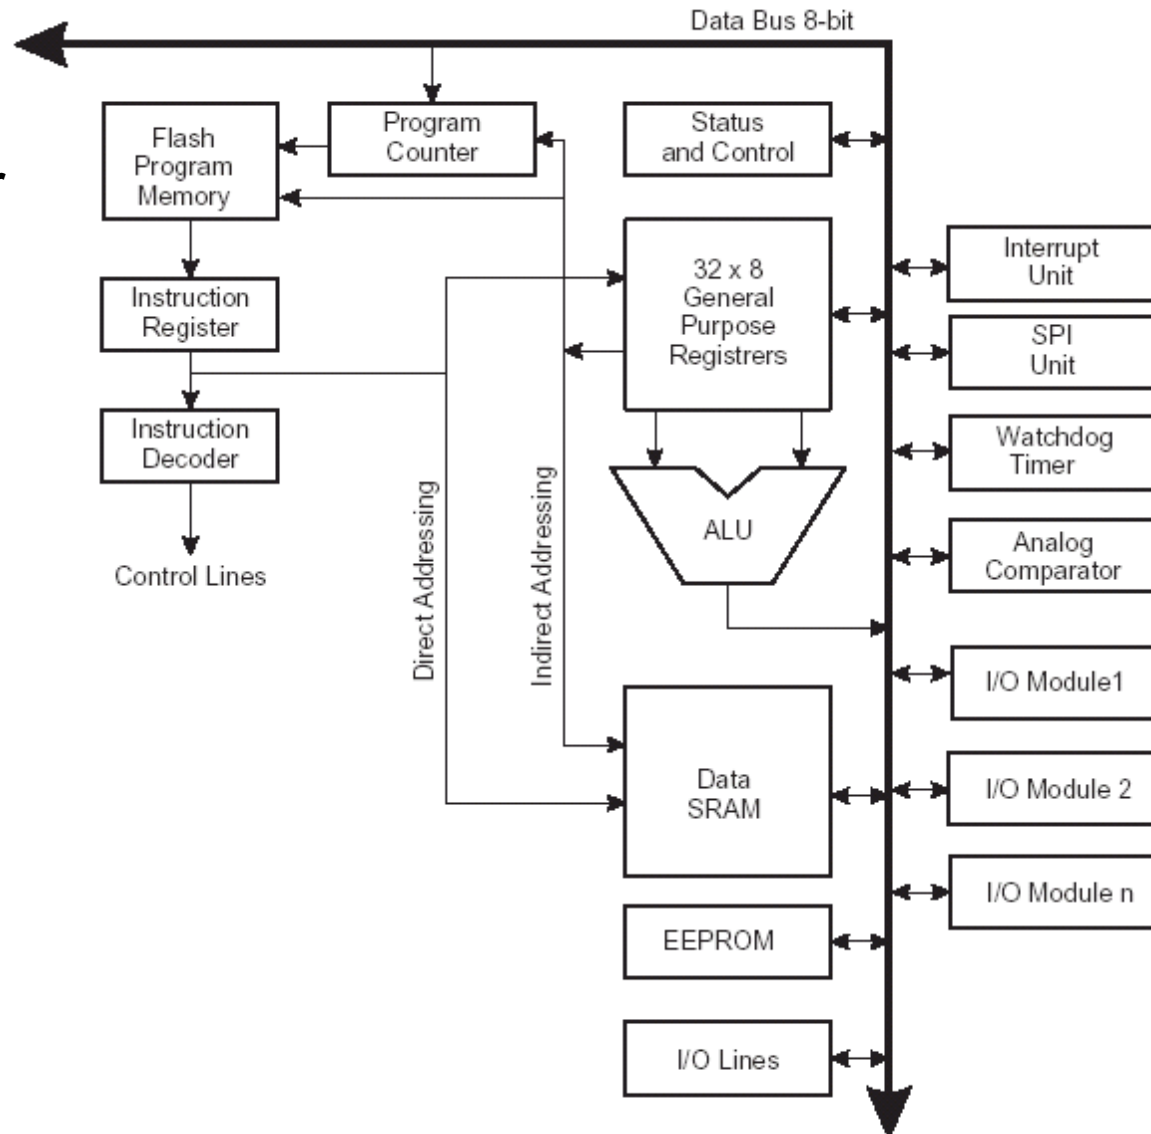 Data Bus 8-bit
Flash
Program
Memory
Program
Counter
Status
and Control
Instruction
Register
32 x 8
General
Purpose
Registrers
Interrupt
Unit
SPI
Unit
Instruction
Decoder
Watchdog
Timer
Control Lines
Direct Addressing
Indirect Addressing
ALU
Analog
Comparator
I/O Module1
Data
SRAM
I/O Module 2
I/O Module n
EEPROM
I/O Lines